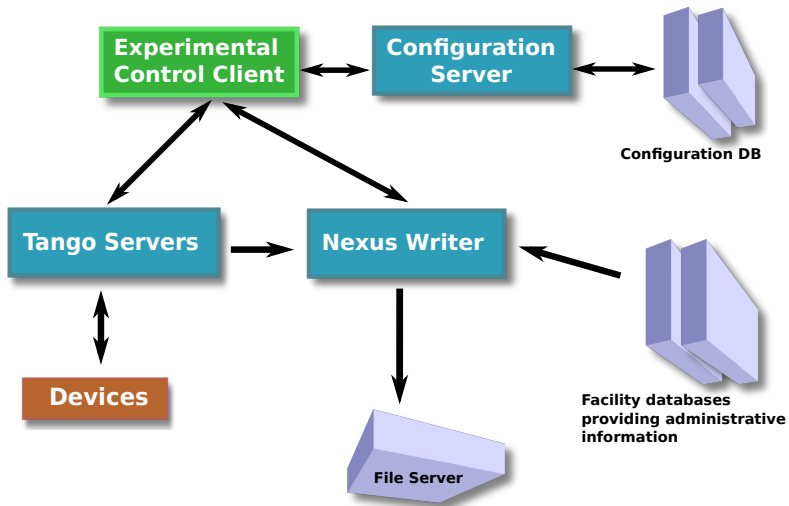 Experimental
Control Client
Configuration
Server
Configuration DB
Tango Servers
Nexus Writer
Devices
Facility databases
providing administrative
information
File Server